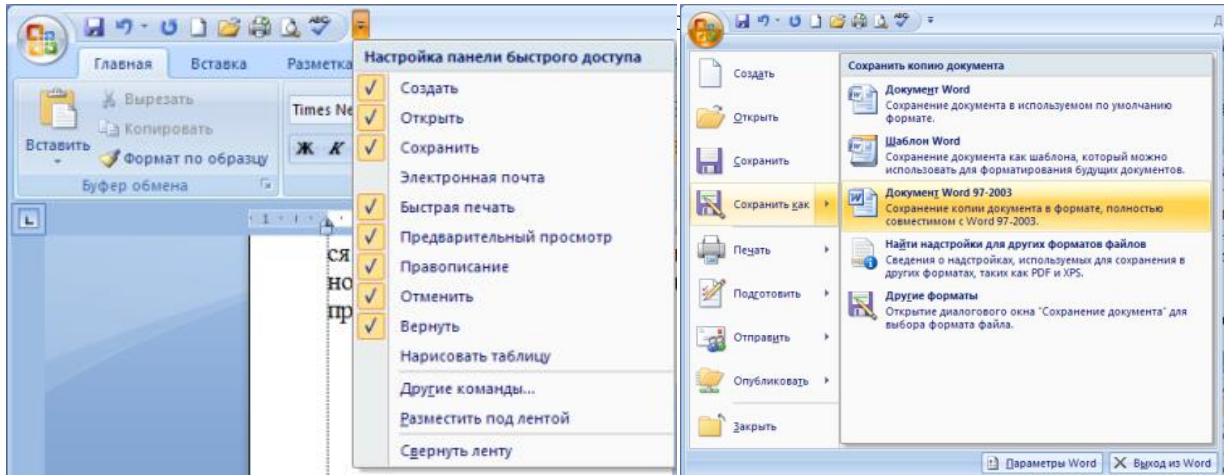 Главная Вставка Разметка
Вырезать
Копировать
Вставить
Формат по образцу
Буфер обмена
Times Ne
Ж К
Настройка панели быстрого доступа
Создать
Открыть
Сохранить
Электронная почта
Быстрая печать
Предварительный просмотр
Правописание
Отменить
Вернуть
Нарисовать таблицу
Другие команды...
Разместить под лентой
Свернуть ленту
1
ся
но
пр
Создать
Открыть
Сохранить
Сохранить как
Печать
Подготовить
Отправить
Опубликовать
Закрыть
Сохранить копию документа
Документ Word
Сохранение документа в используемом по умолчанию
формате.
Шаблон Word
Сохранение документа как шаблона, который можно
использовать для форматирования будущих документов.
Документ Word 97-2003
Сохранение копии документа в формате, полностью
совместимом с Word 97-2003.
Найти надстройки для других форматов файлов
Сведения о надстройках, используемых для сохранения в
других форматах, таких как PDF и XPS.
Другие форматы
Открытие диалогового окна "Сохранение документа" для
выбора формата файла.
Параметры Word Выход из Word